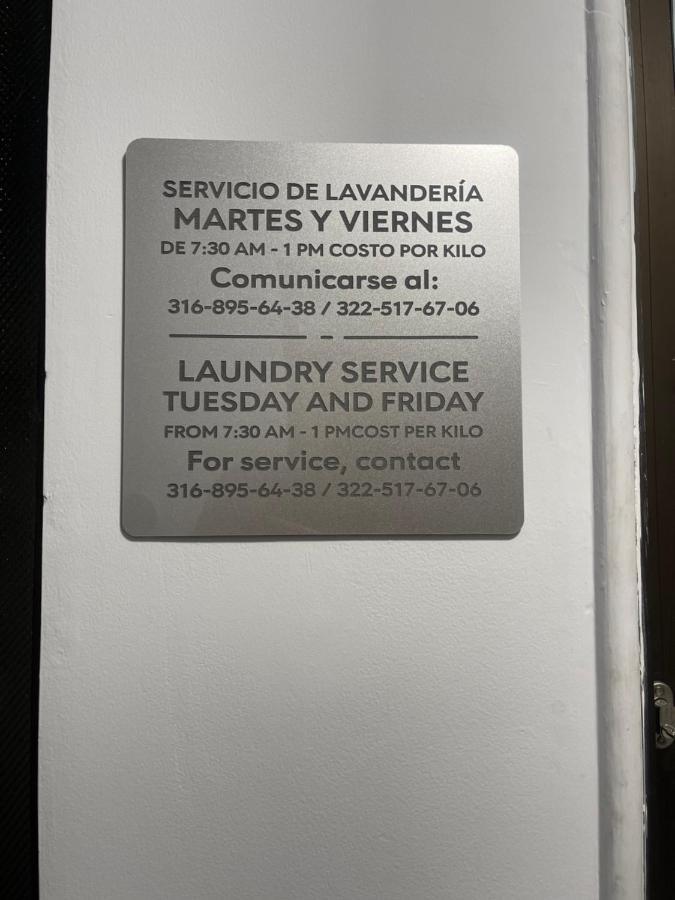 SERVICIO DE LAVANDERÍA
MARTES Y VIERNES
DE 7:30 AM - 1 PM COSTO POR KILO
Comunicarse al:
316-895-64-38 / 322-517-67-06
LAUNDRY SERVICE
TUESDAY AND FRIDAY
FROM 7:30 AM - 1 PMCOST PER KILO
For service, contact
316-895-64-38 / 322-517-67-06